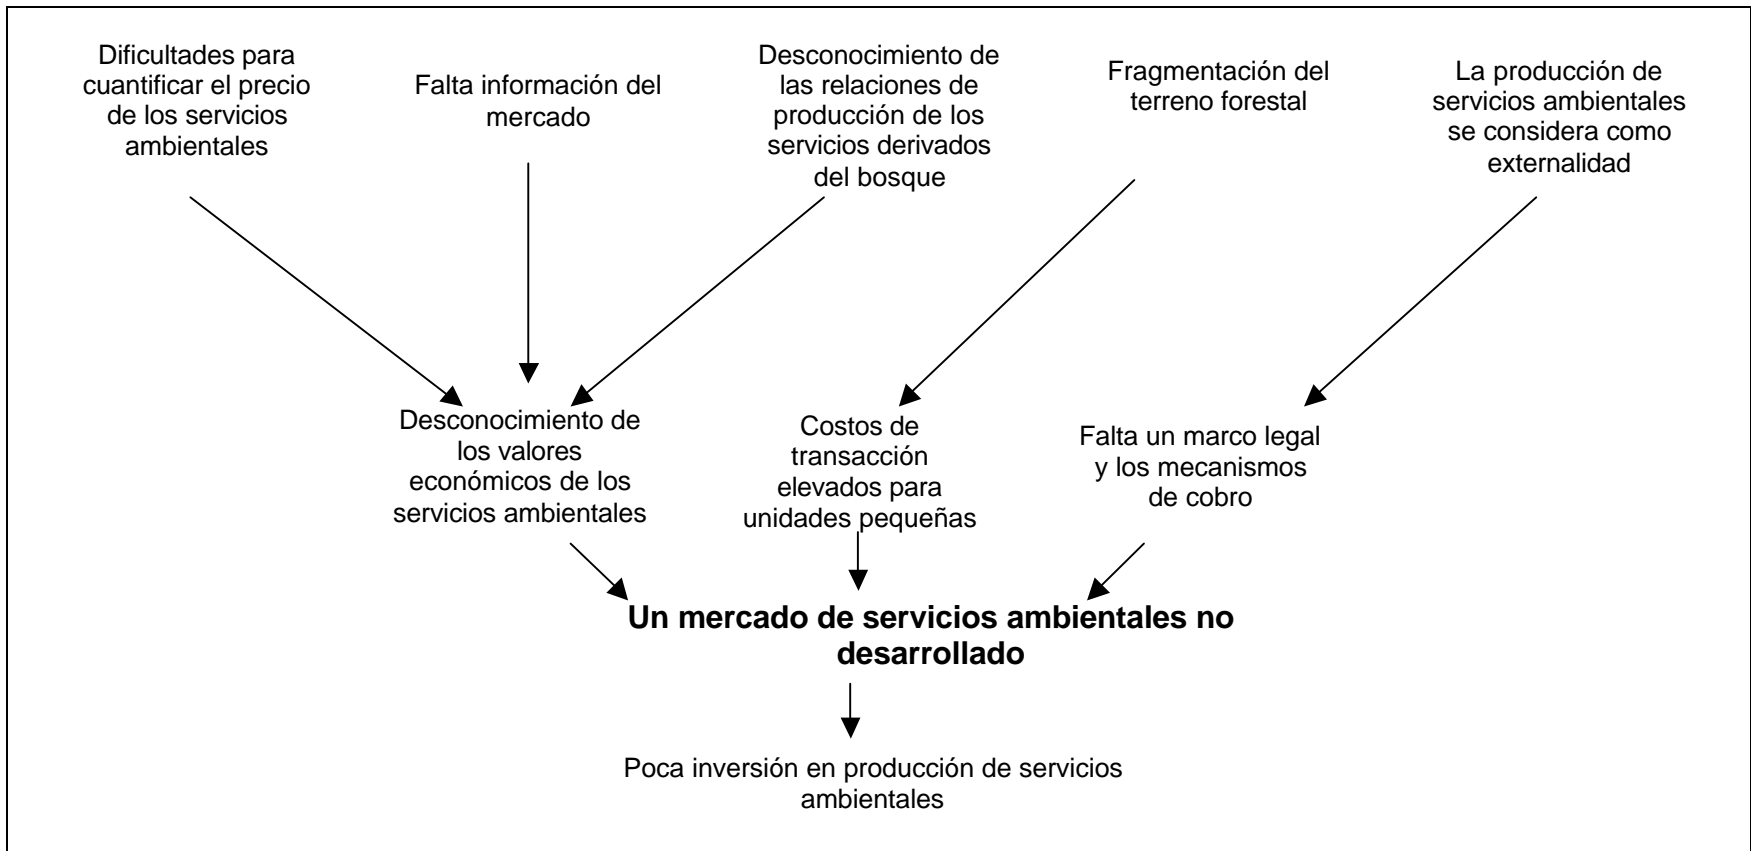 Dificultades para
cuantificar el precio
de los servicios
ambientales
Falta información del
mercado
Desconocimiento de
las relaciones de
producción de los
servicios derivados
del bosque
Fragmentación del
terreno forestal
La producción de
servicios ambientales
se considera como
externalidad
Desconocimiento de
los valores
económicos de los
servicios ambientales
Costos de
transacción
elevados para
unidades pequeñas
Falta un marco legal
y los mecanismos
de cobro
Un mercado de servicios ambientales no
desarrollado
Poca inversión en producción de servicios
ambientales